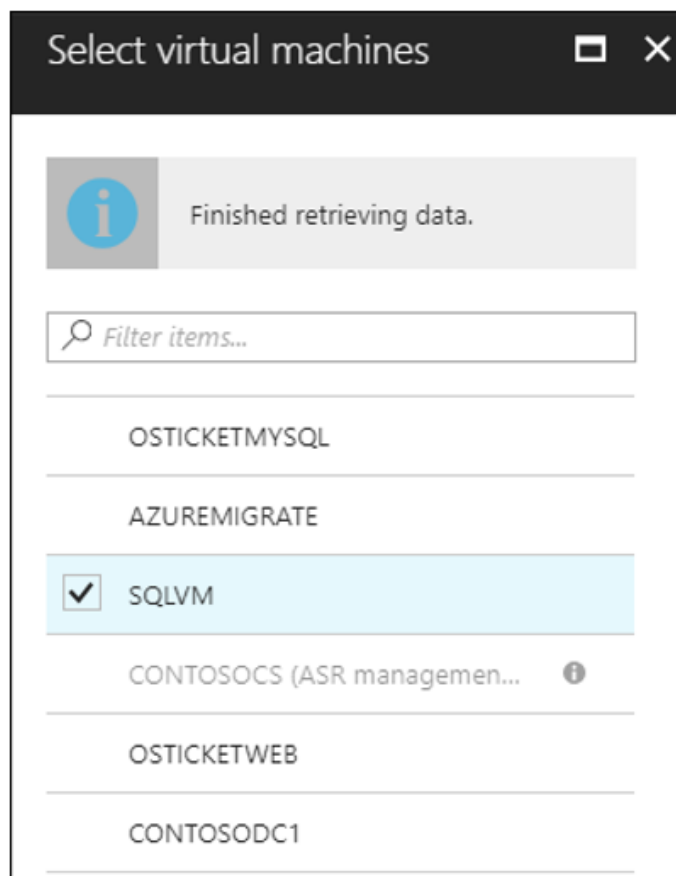 Select virtual machines
Finished retrieving data.
Filter items...
OSTICKETMYSQL
AZUREMIGRATE
SQLVM
CONTOSOCS (ASR managemen...
OSTICKETWEB
CONTOSODC1